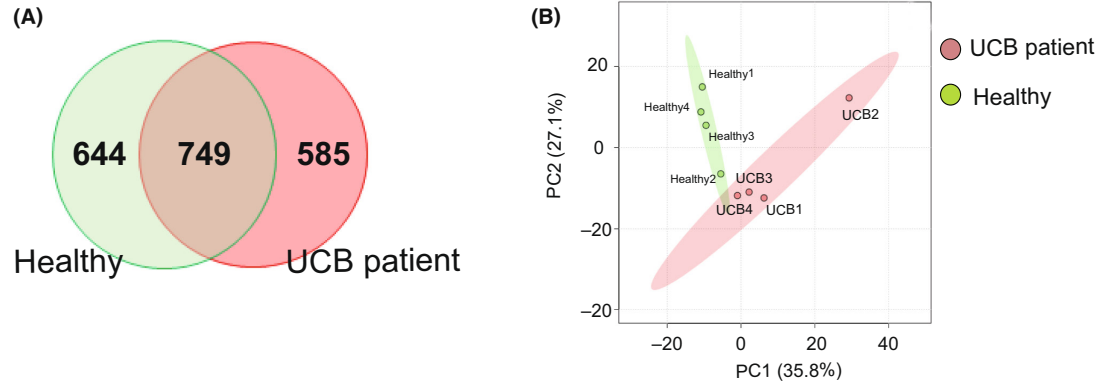 (A)
644
749
585
Healthy
UCB patient
(B)
PC2 (27.1%)
20
0
–20
–20
–20
0
20
40
PC1 (35.8%)
Healthy1
Healthy4
Healthy3
Healthy2
UCB2
UCB3
UCB4
UCB1
UCB patient
Healthy